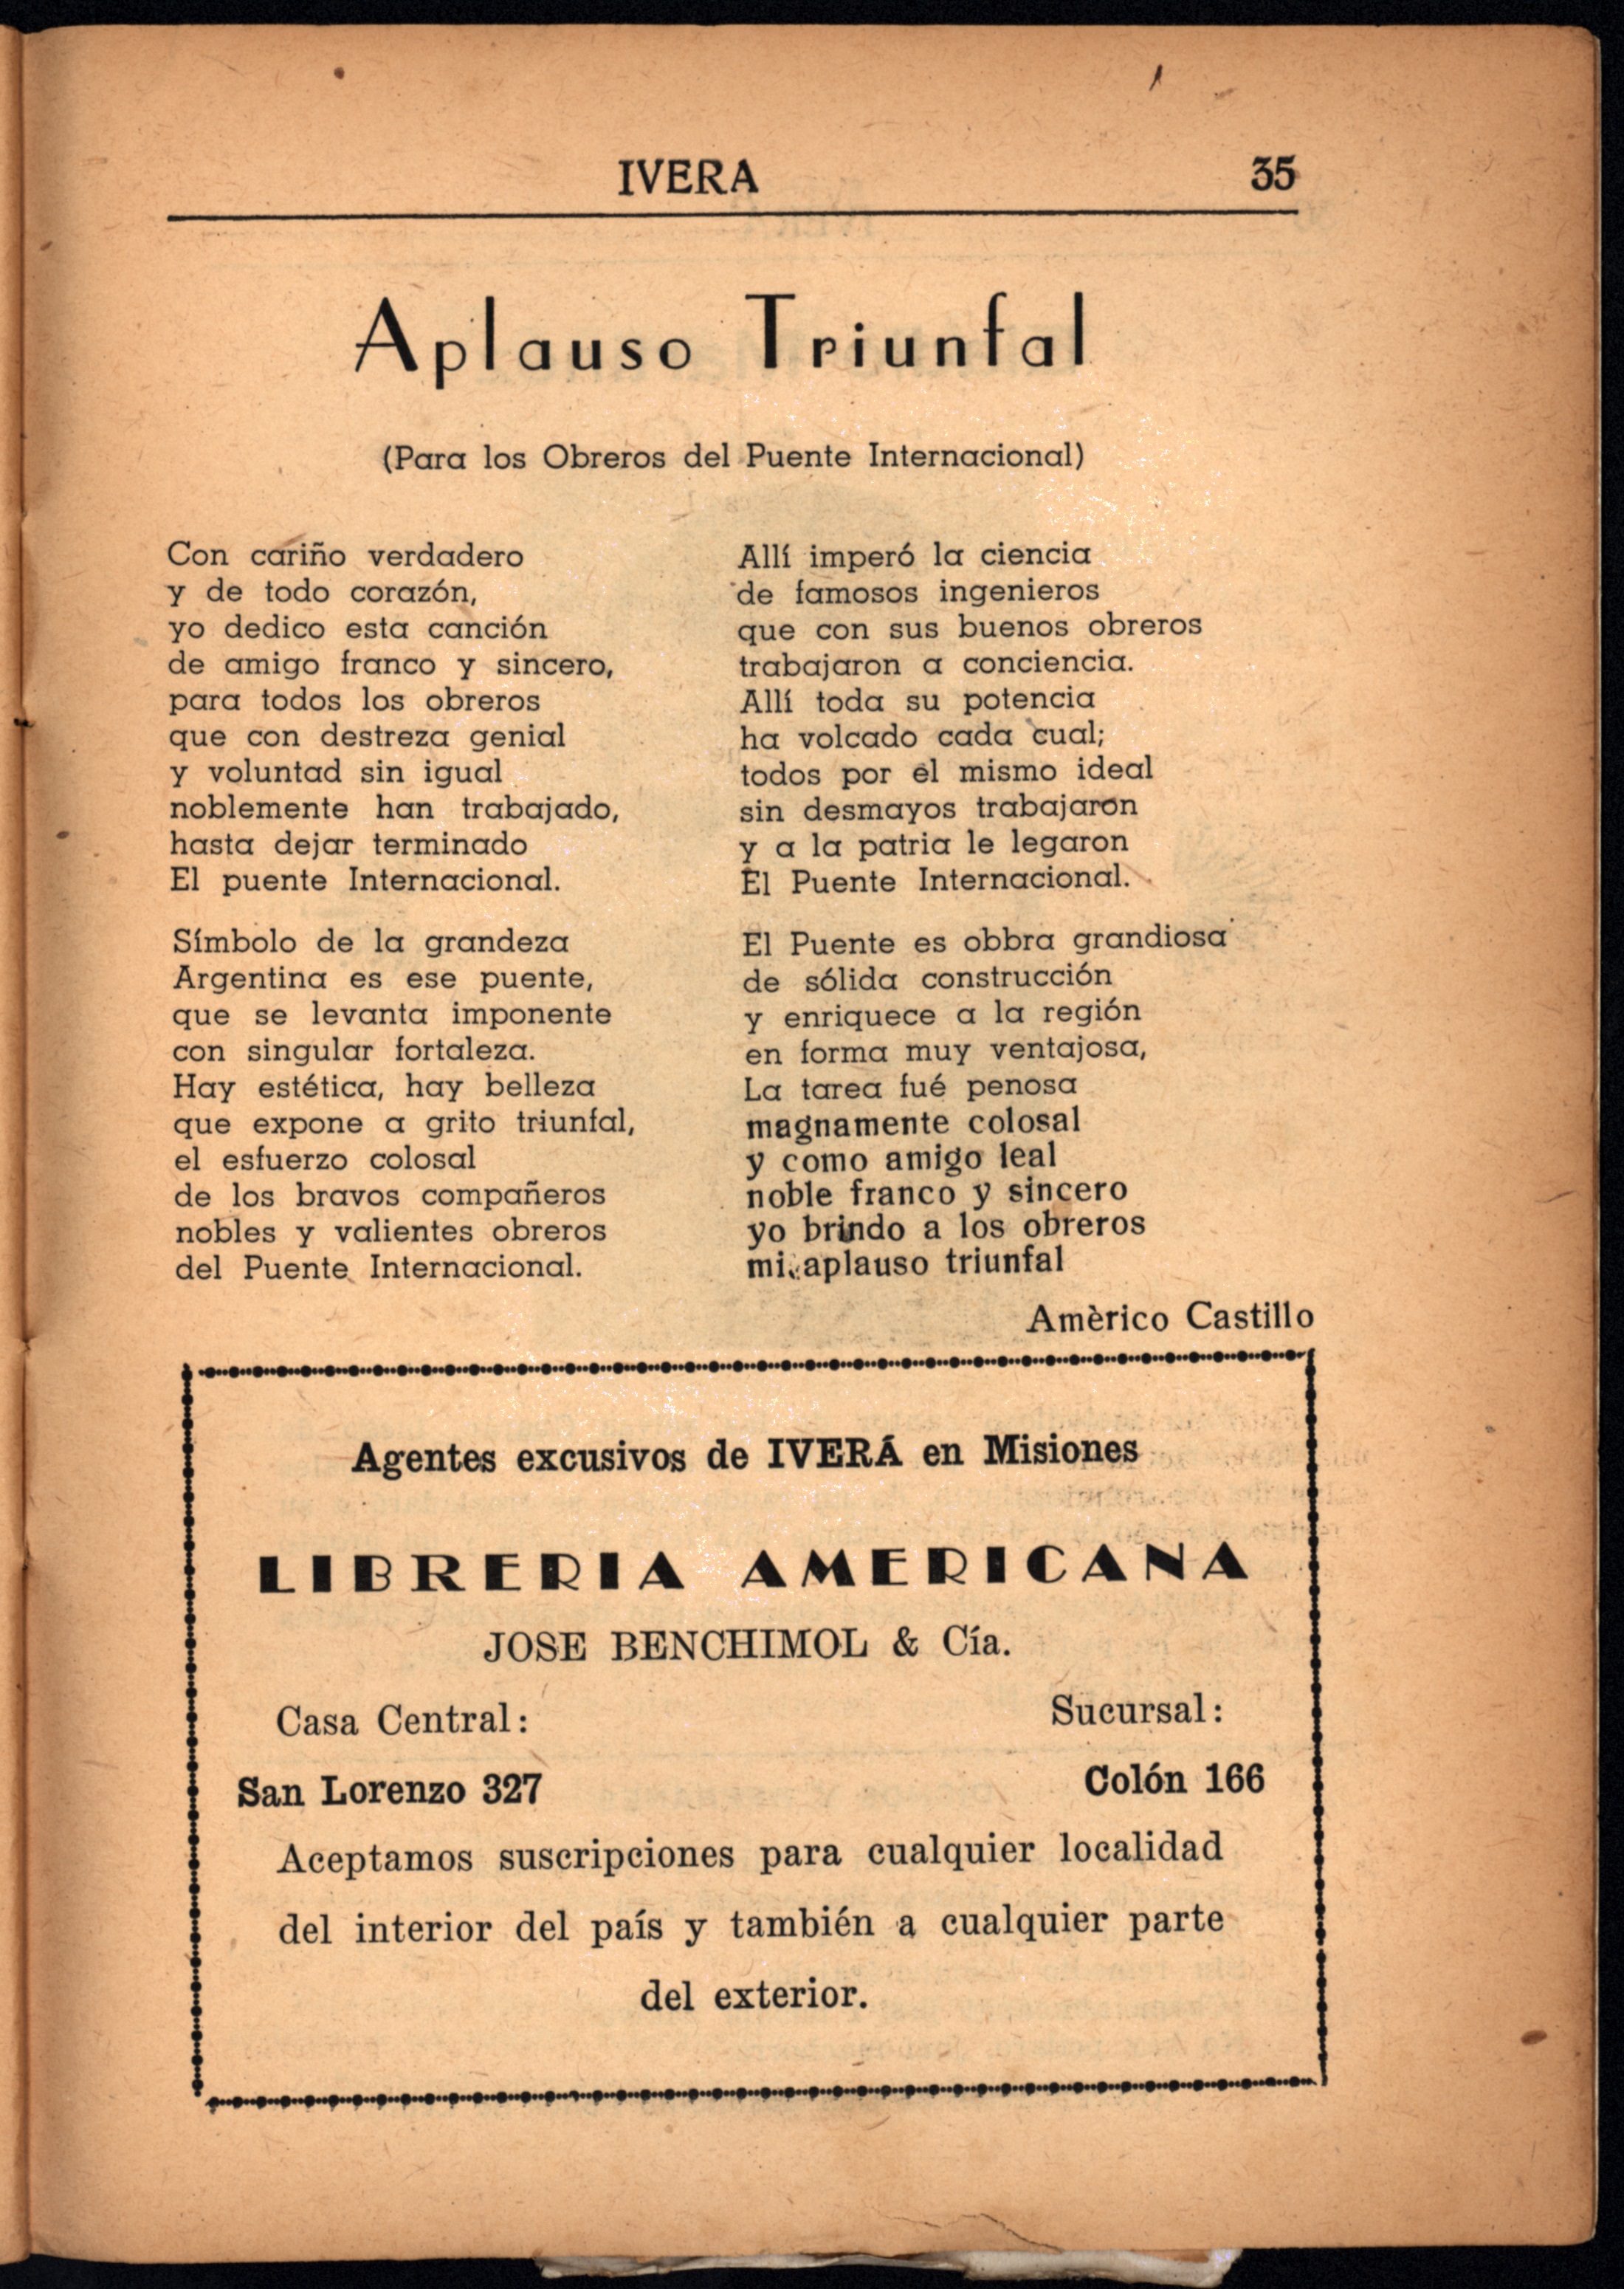 IVERA 35
Aplauso Triunfal
(Para los Obreros del Puente Internacional)
Con cariño verdadero
y de todo corazón,
yo dedico esta canción
de amigo franco y sincero,
para todos los obreros
que con destreza genial
y voluntad sin igual
noblemente han trabajado,
hasta dejar terminado
El puente Internacional.
Símbolo de la grandeza
Argentina es ese puente,
que se levanta imponente
con singular fortaleza.
Hay estética, hay belleza
que expone a grito triunfal,
el esfuerzo colosal
de los bravos compañeros
nobles y valientes obreros
del Puente Internacional.
Allí imperó la ciencia
de famosos ingenieros
que con sus buenos obreros
trabajaron a conciencia.
Allí toda su potencia
ha volcado cada cual;
todos por el mismo ideal
sin desmayos trabajaron
y a la patria le legaron
El Puente Internacional.
El Puente es obbra grandiosa
de sólida construcción
y enriquece a la región
en forma muy ventajosa,
La tarea fué penosa
magnamente colosal
y como amigo leal
noble franco y sincero
yo brindo a los obreros
mi aplauso triunfal
Amèrico Castillo
Agentes excusivos de IVERÁ en Misiones
LIBRERIA AMERICANA
JOSE BENCHIMOL & Cía.
Casa Central: Sucursal:
San Lorenzo 327 Colón 166
Aceptamos suscripciones para cualquier localidad
del interior del país y también a cualquier parte
del exterior.